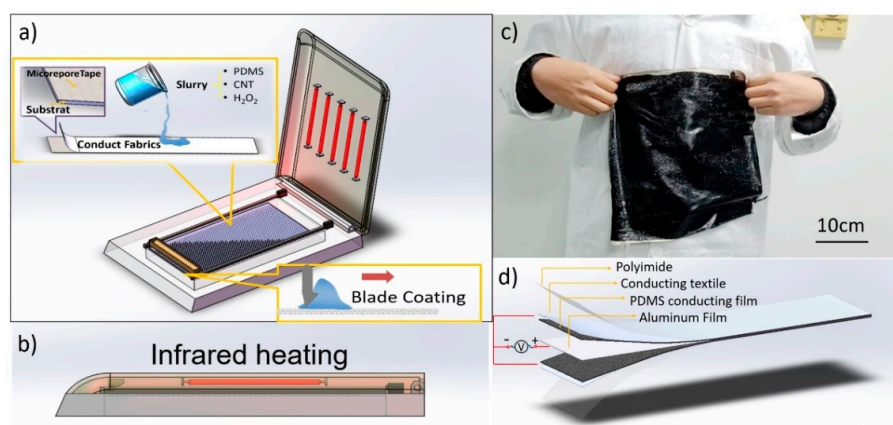 a)
MicoreporeTape
Substrat
Slurry
• PDMS
• CNT
• H₂O₂
Conduct Fabrics
Blade Coating
b)
Infrared heating
c)
10cm
d)
Polyimide
Conducting textile
PDMS conducting film
Aluminum Film
- V +